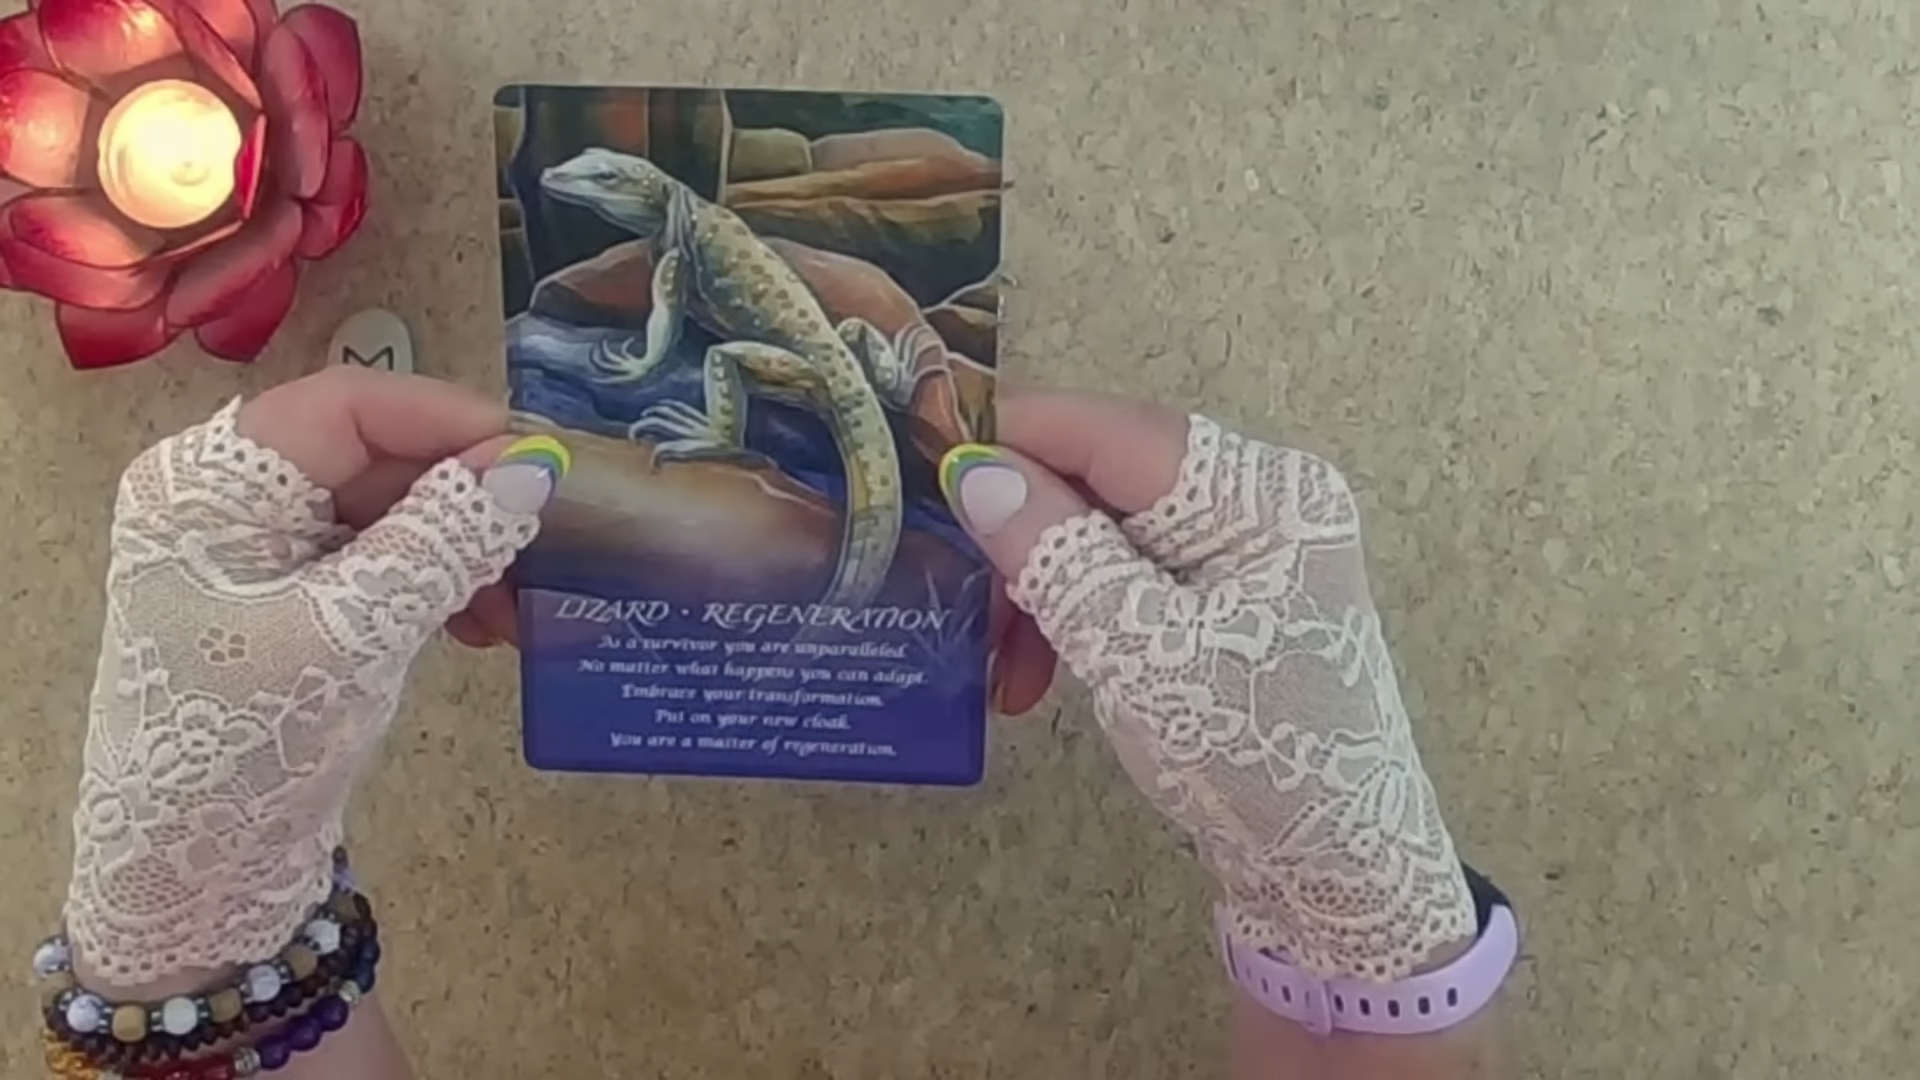 LIZARD • REGENERATION
As a survivor you are unparalleled.
No matter what happens you can adapt.
Embrace your transformation.
Put on your new cloak.
You are a master of regeneration.